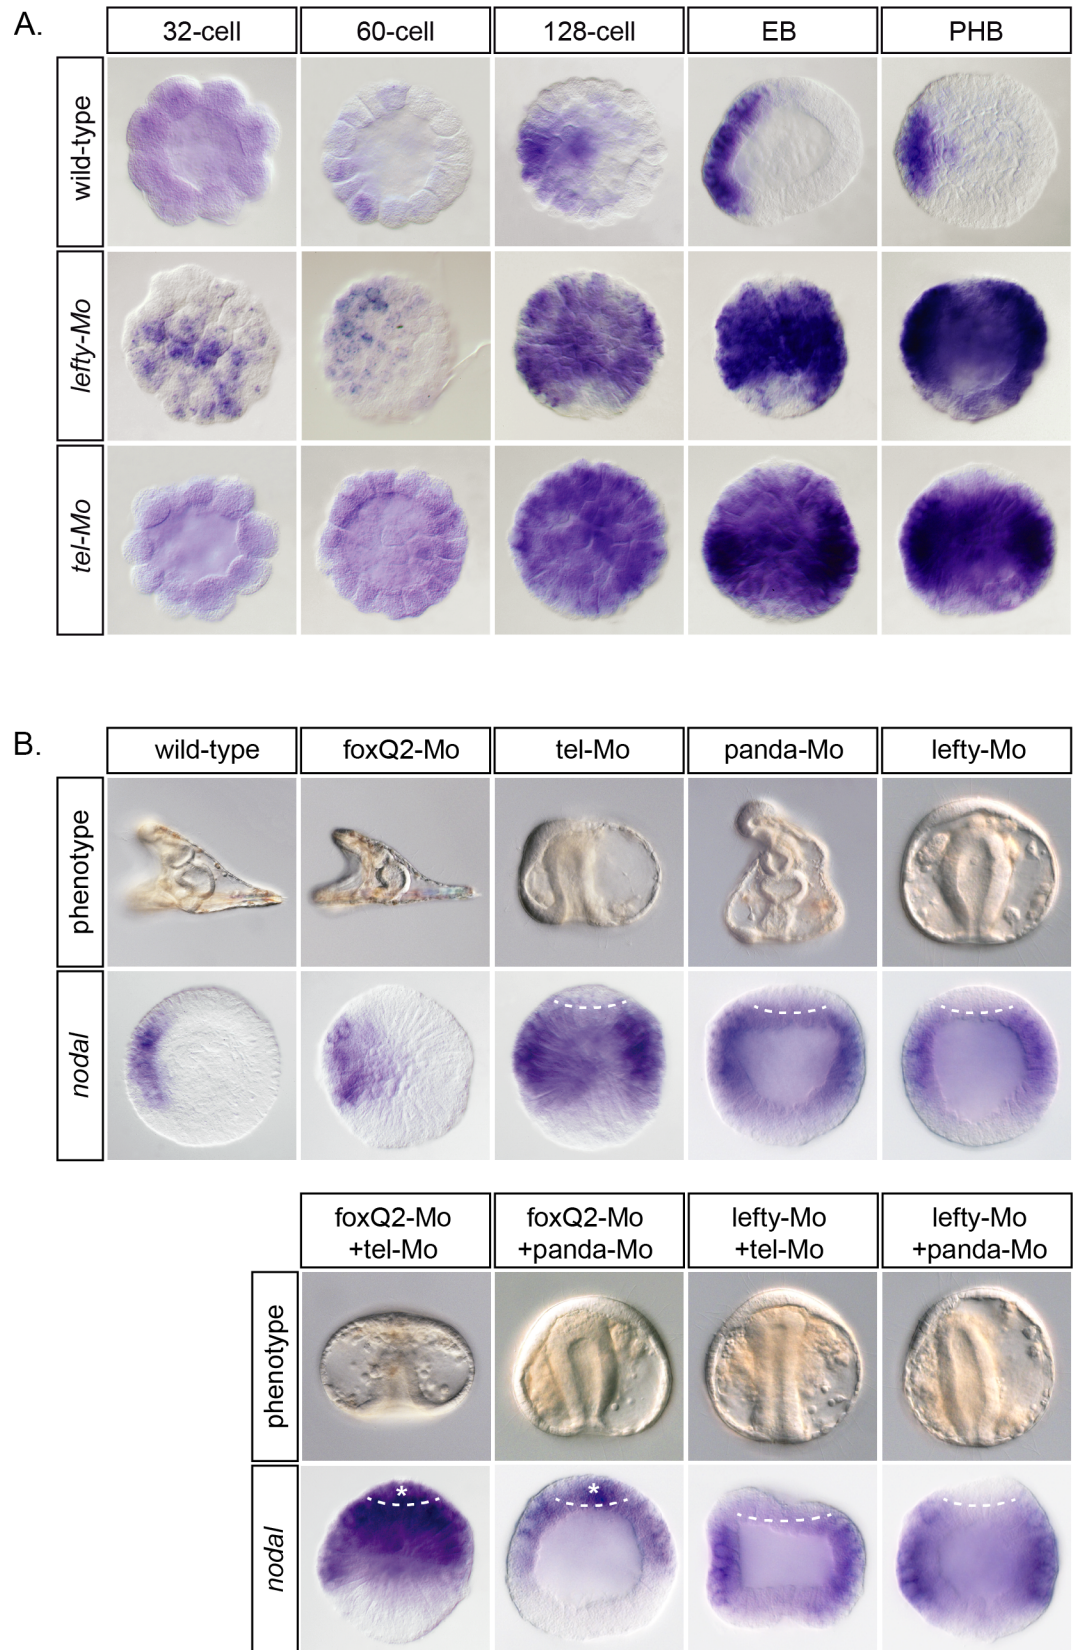 A.
32-cell
60-cell
128-cell
EB
PHB
wild-type
lefty-Mo
tel-Mo
B.
wild-type
foxQ2-Mo
tel-Mo
panda-Mo
lefty-Mo
phenotype
nodal
foxQ2-Mo
+tel-Mo
foxQ2-Mo
+panda-Mo
lefty-Mo
+tel-Mo
lefty-Mo
+panda-Mo
phenotype
nodal
*
*